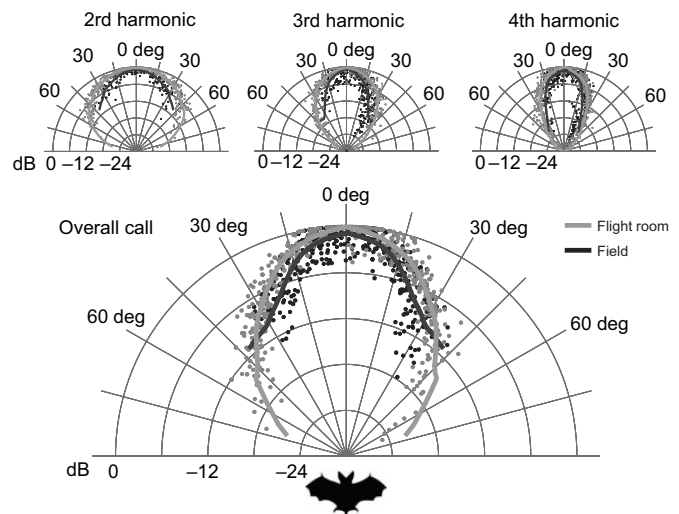 2rd harmonic
3rd harmonic
4th harmonic
30
0 deg
30
60
60
dB 0 –12 –24
30
0 deg
30
60
60
0 –12 –24
30
0 deg
30
60
60
0 –12 –24
Overall call
0 deg
30 deg
30 deg
60 deg
60 deg
Flight room
Field
dB 0 –12 –24